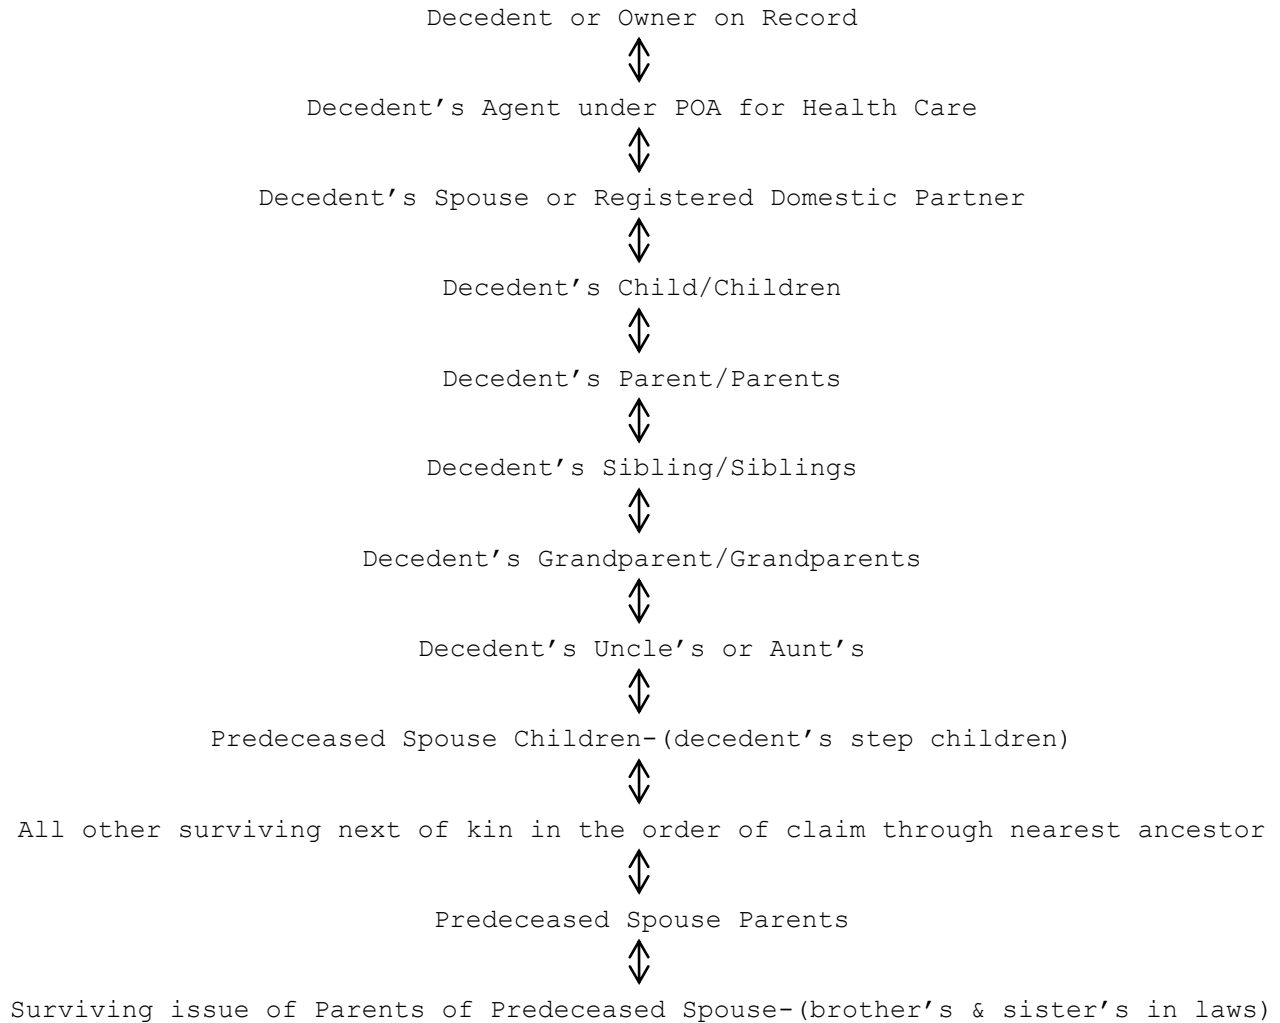 Decedent or Owner on Record
Decedent’s Agent under POA for Health Care
Decedent’s Spouse or Registered Domestic Partner
Decedent’s Child/Children
Decedent’s Parent/Parents
Decedent’s Sibling/Siblings
Decedent’s Grandparent/Grandparents
Decedent’s Uncle’s or Aunt’s
Predeceased Spouse Children-(decedent’s step children)
All other surviving next of kin in the order of claim through nearest ancestor
Predeceased Spouse Parents
Surviving issue of Parents of Predeceased Spouse-(brother’s & sister’s in laws)